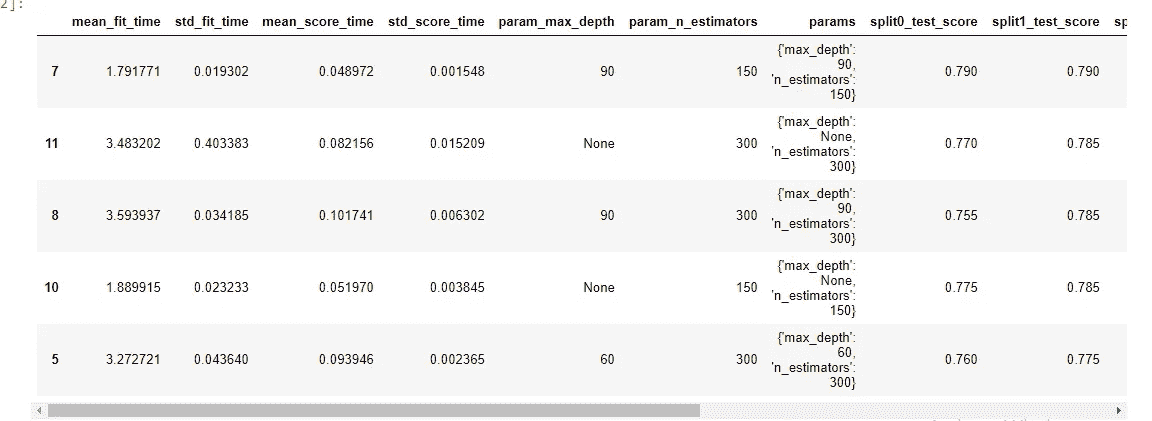 2]:
mean_fit_time std_fit_time mean_score_time std_score_time param_max_depth param_n_estimators params split0_test_score split1_test_score sp
{'max_depth':
7 1.791771 0.019302 0.048972 0.001548 90 150 90, 0.790 0.790
'n_estimators':
150}
{'max_depth':
11 3.483202 0.403383 0.082156 0.015209 None 300 None, 0.770 0.785
'n_estimators':
300}
{'max_depth':
8 3.593937 0.034185 0.101741 0.006302 90 300 90, 0.755 0.785
'n_estimators':
300}
{'max_depth':
10 1.889915 0.023233 0.051970 0.003845 None 150 None, 0.775 0.785
'n_estimators':
150}
{'max_depth':
5 3.272721 0.043640 0.093946 0.002365 60 300 60, 0.760 0.775
'n_estimators':
300}